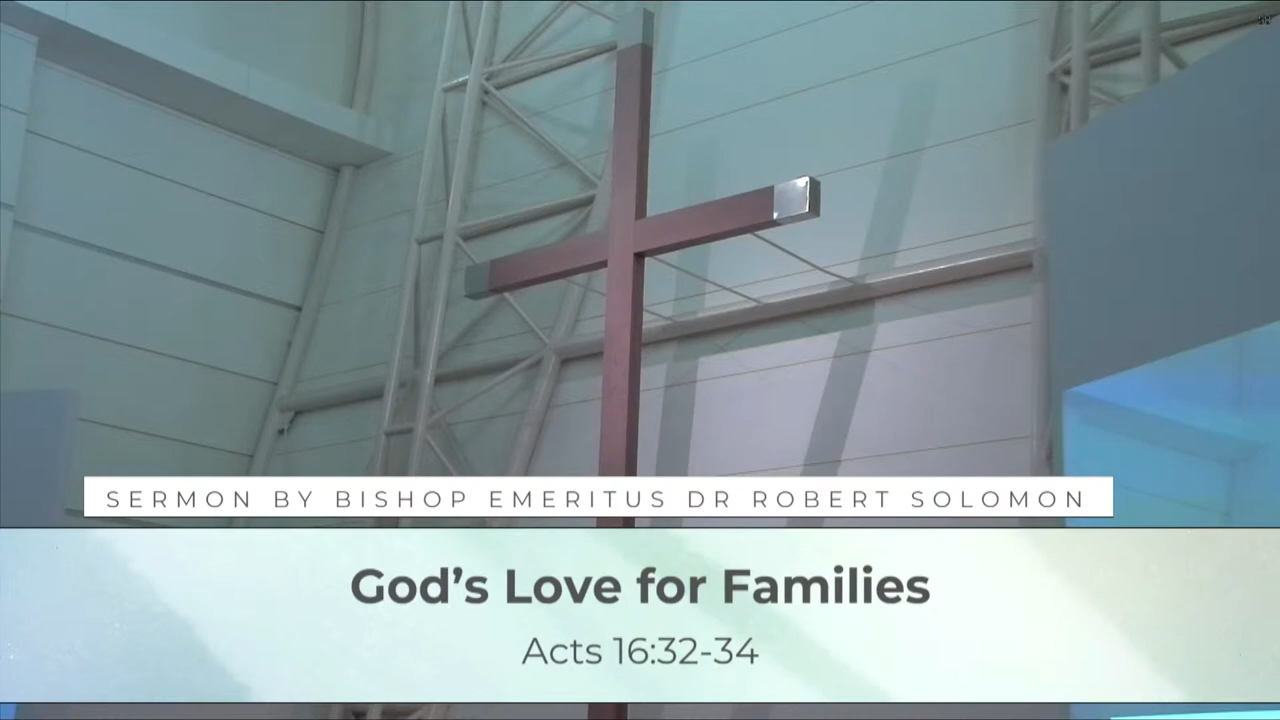 SERMON BY BISHOP EMERITUS DR ROBERT SOLOMON
God's Love for Families
Acts 16:32-34